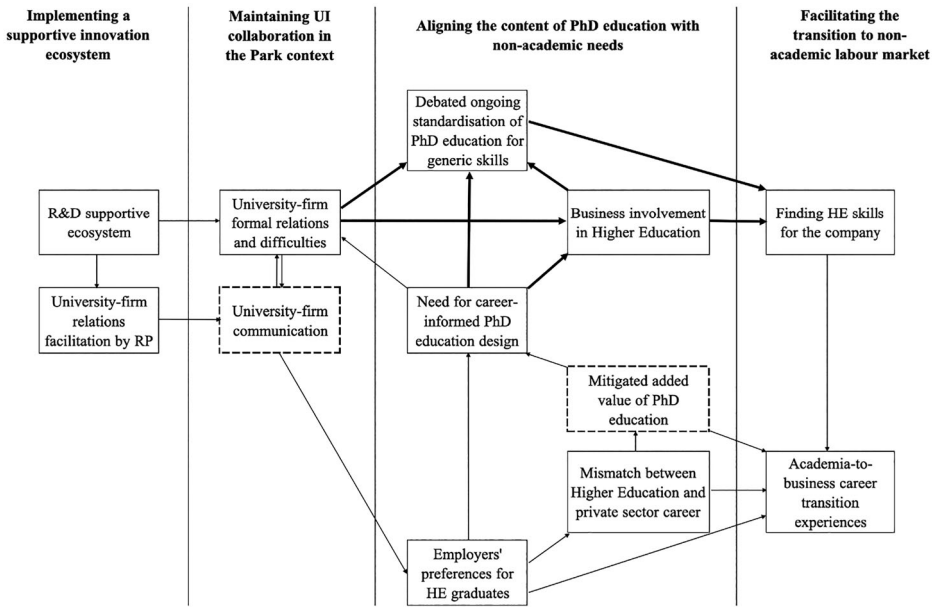 Implementing a
supportive innovation
ecosystem
Maintaining UI
collaboration in
the Park context
Aligning the content of PhD education with
non-academic needs
Facilitating the
transition to non-
academic labour market
Debated ongoing
standardisation of
PhD education for
generic skills
R&D supportive
ecosystem
University-firm
formal relations
and difficulties
Business involvement
in Higher Education
Finding HE skills
for the company
University-firm
relations
facilitation by RP
University-firm
communication
Need for career-
informed PhD
education design
Mitigated added
value of PhD
education
Mismatch between
Higher Education and
private sector career
Academia-to-
business career
transition
experiences
Employers'
preferences for
HE graduates